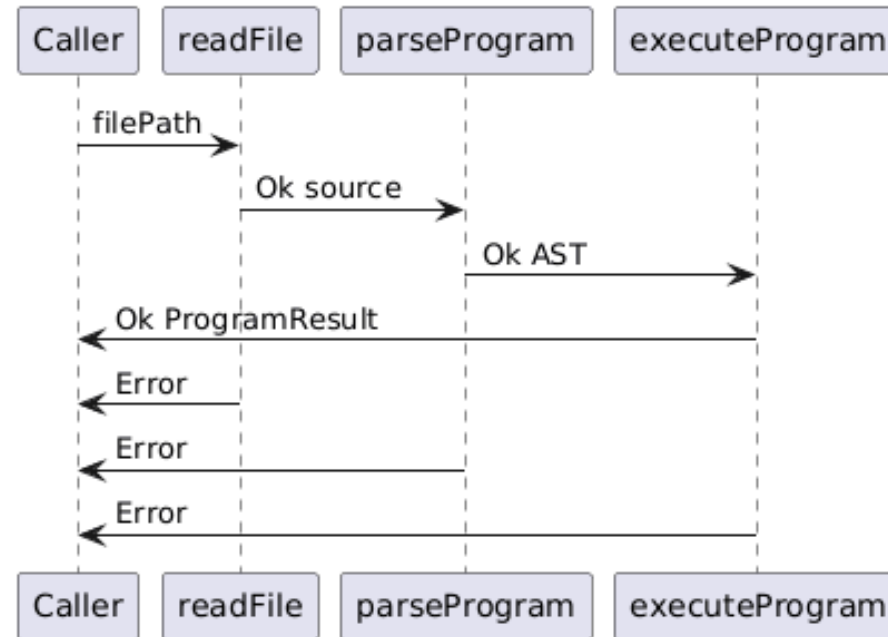 Caller readFile parseProgram executeProgram
filePath
Ok source
Ok AST
Ok ProgramResult
Error
Error
Error
Caller readFile parseProgram executeProgram